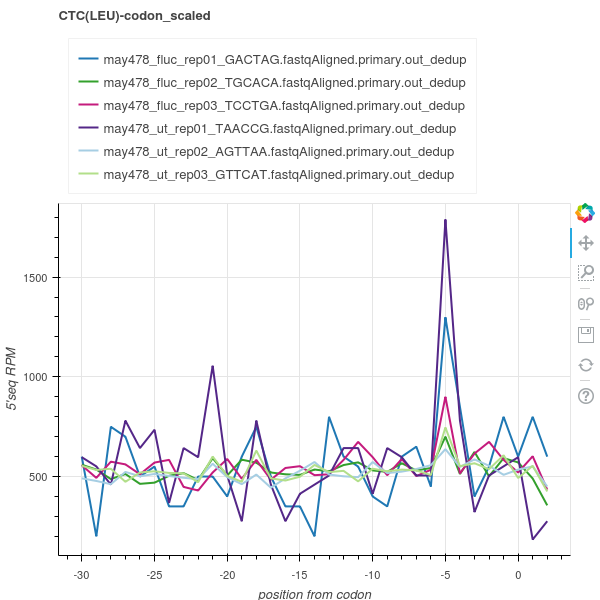 CTC(LEU)-codon_scaled
may478_fluc_rep01_GACTAG.fastqAligned.primary.out_dedup
may478_fluc_rep02_TGCACA.fastqAligned.primary.out_dedup
may478_fluc_rep03_TCCTGA.fastqAligned.primary.out_dedup
may478_ut_rep01_TAACCG.fastqAligned.primary.out_dedup
may478_ut_rep02_AGTTAA.fastqAligned.primary.out_dedup
may478_ut_rep03_GTTCAT.fastqAligned.primary.out_dedup
5'seq RPM
1500
1000
500
-30 -25 -20 -15 -10 -5 0
position from codon